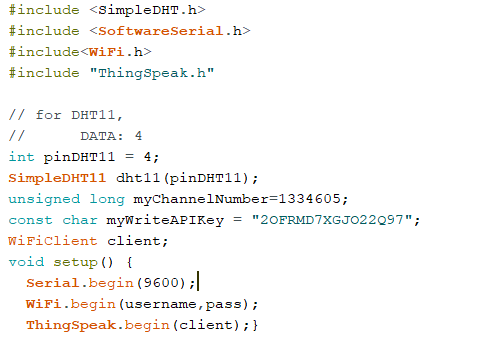 #include <SimpleDHT.h>
#include <SoftwareSerial.h>
#include<WiFi.h>
#include "ThingSpeak.h"
// for DHT11,
//      DATA: 4
int pinDHT11 = 4;
SimpleDHT11 dht11(pinDHT11);
unsigned long myChannelNumber=1334605;
const char myWriteAPIKey = "2OFRMD7XGJO22Q97";
WiFiClient client;
void setup() {
  Serial.begin(9600);
  WiFi.begin(username,pass);
  ThingSpeak.begin(client);}